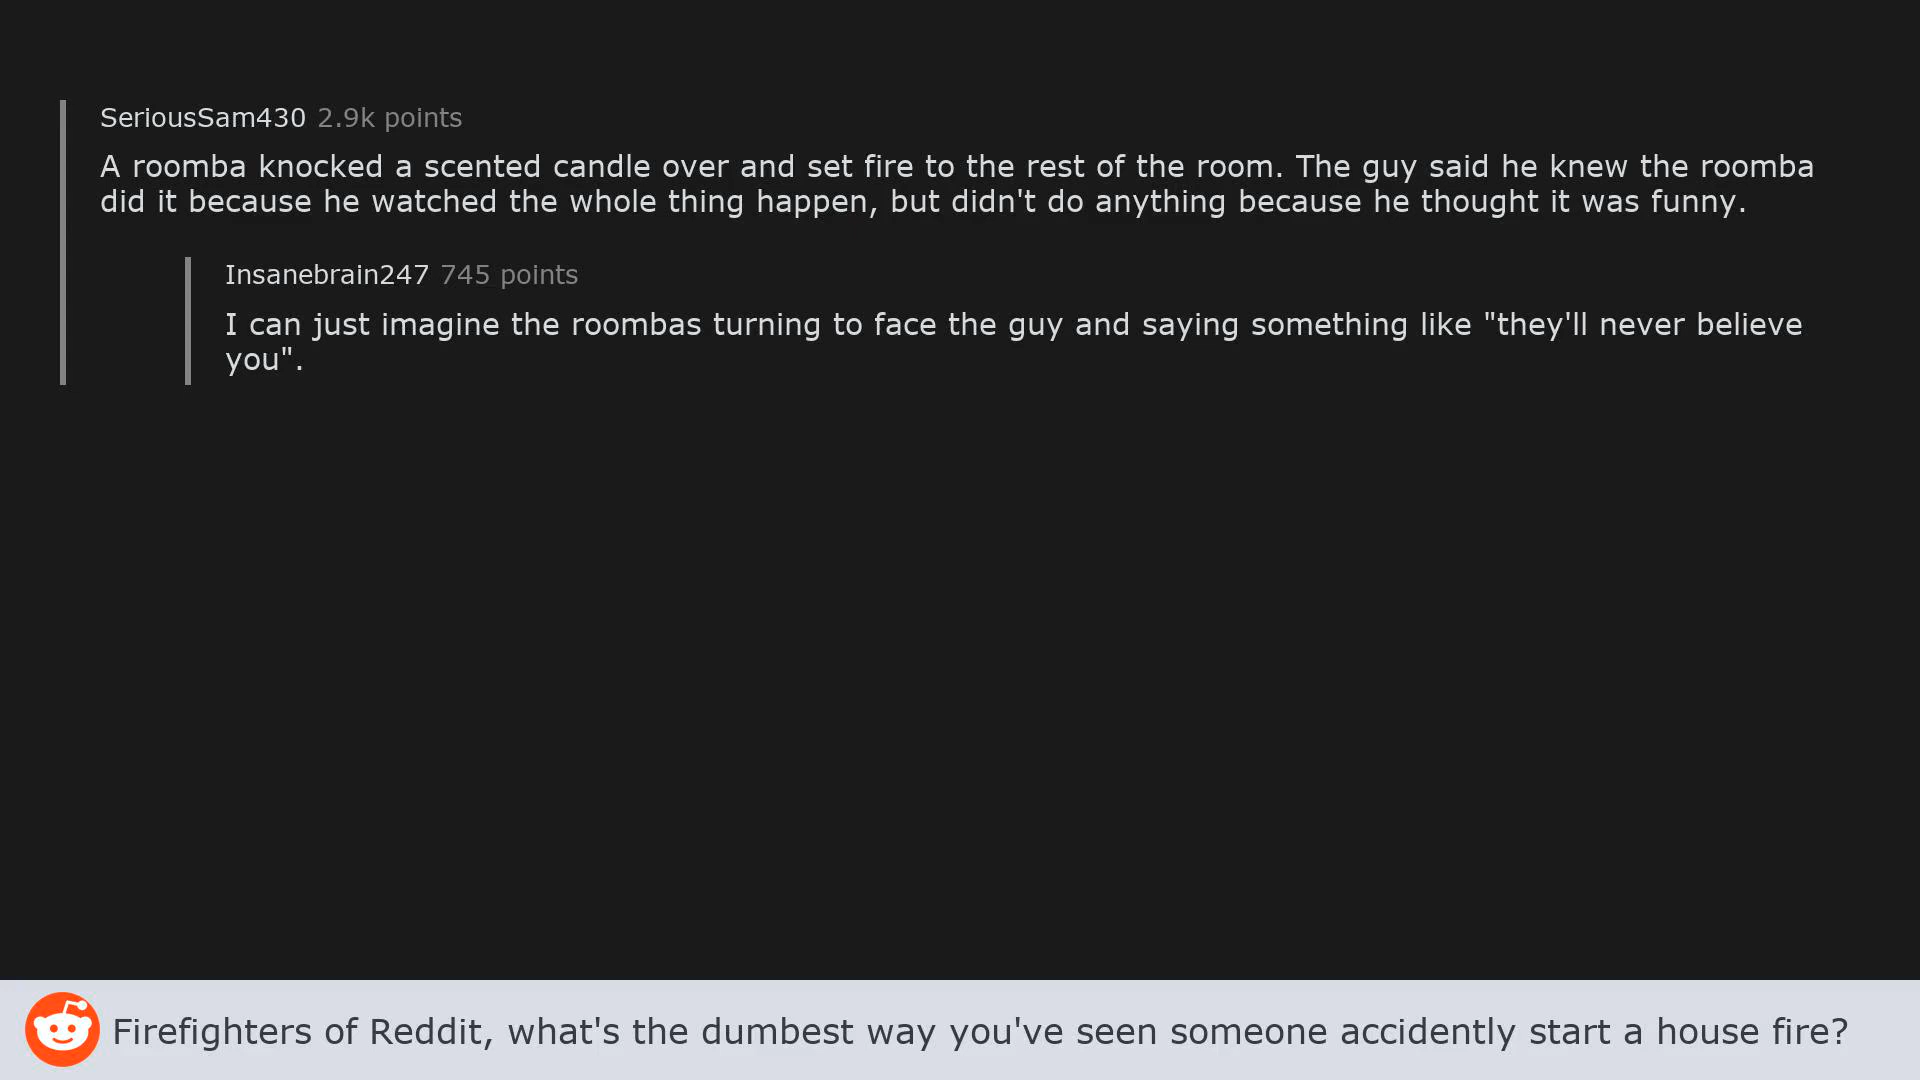 SeriousSam430 2.9k points
A roomba knocked a scented candle over and set fire to the rest of the room. The guy said he knew the roomba
did it because he watched the whole thing happen, but didn't do anything because he thought it was funny.
Insanebrain247 745 points
I can just imagine the roombas turning to face the guy and saying something like "they'll never believe
you".
Firefighters of Reddit, what's the dumbest way you've seen someone accidently start a house fire?